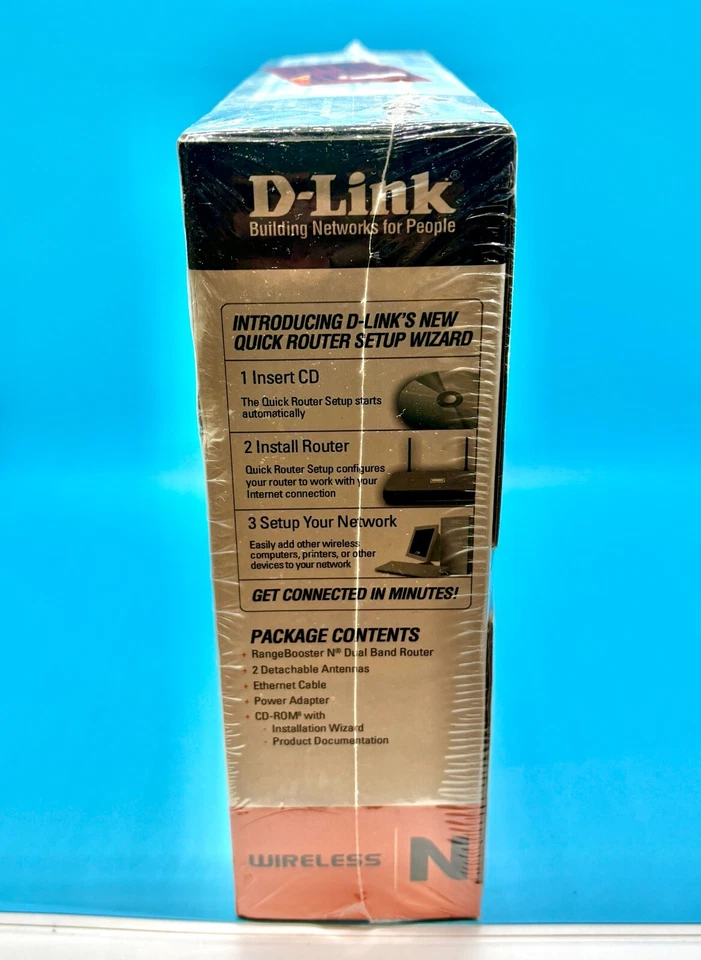 D-Link®
Building Networks for People
INTRODUCING D-LINK'S NEW
QUICK ROUTER SETUP WIZARD
1 Insert CD
The Quick Router Setup starts
automatically
2 Install Router
Quick Router Setup configures
your router to work with your
Internet connection
3 Setup Your Network
Easily add other wireless
computers, printers, or other
devices to your network
GET CONNECTED IN MINUTES!
PACKAGE CONTENTS
+ RangeBooster N® Dual Band Router
+ 2 Detachable Antennas
+ Ethernet Cable
+ Power Adapter
+ CD-ROM® with
- Installation Wizard
- Product Documentation
WIRELESS N